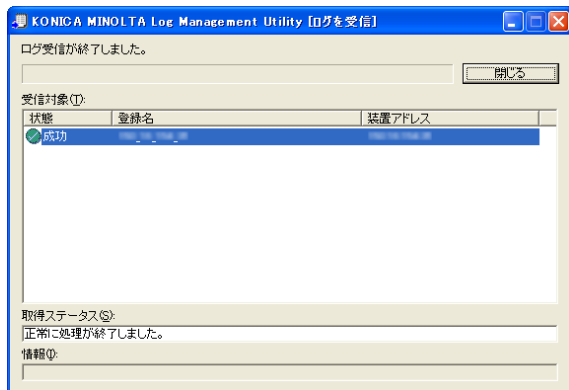 KONICA MINOLTA Log Management Utility [ログを受信]
ログ受信が終了しました。
閉じる
受信対象(T):
状態 登録名 装置アドレス
成功
取得ステータス(S):
正常に処理が終了しました。
情報(I):